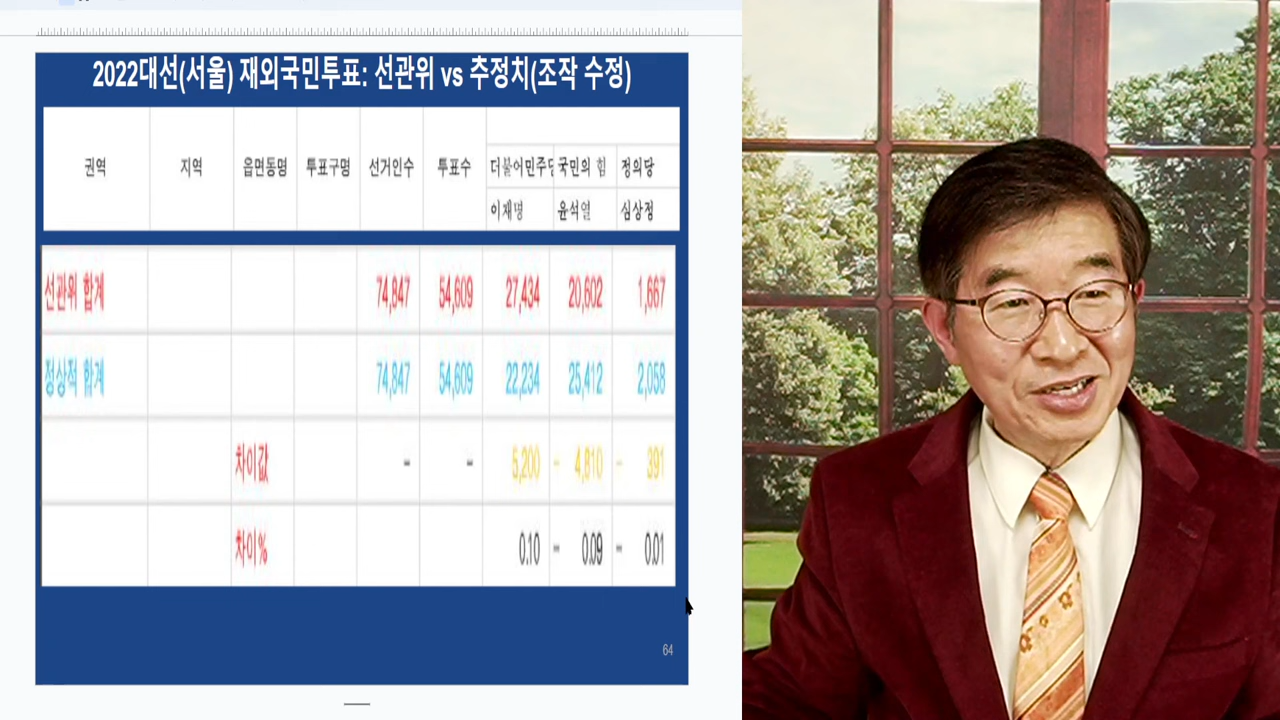 2022대선(서울) 재외국민투표: 선관위 vs 추정치(조작 수정)
권역 지역 읍면동명 투표구명 선거인수 투표수 더불어민주당 국민의 힘 정의당
이재명 윤석열 심상정
선관위 합계 74,847 54,609 27,434 20,602 1,667
정상적 합계 74,847 54,609 22,234 25,412 2,058
차이값 - - 5,200 - 4,810 - 391
차이% 0.10 - 0.09 - 0.01
64